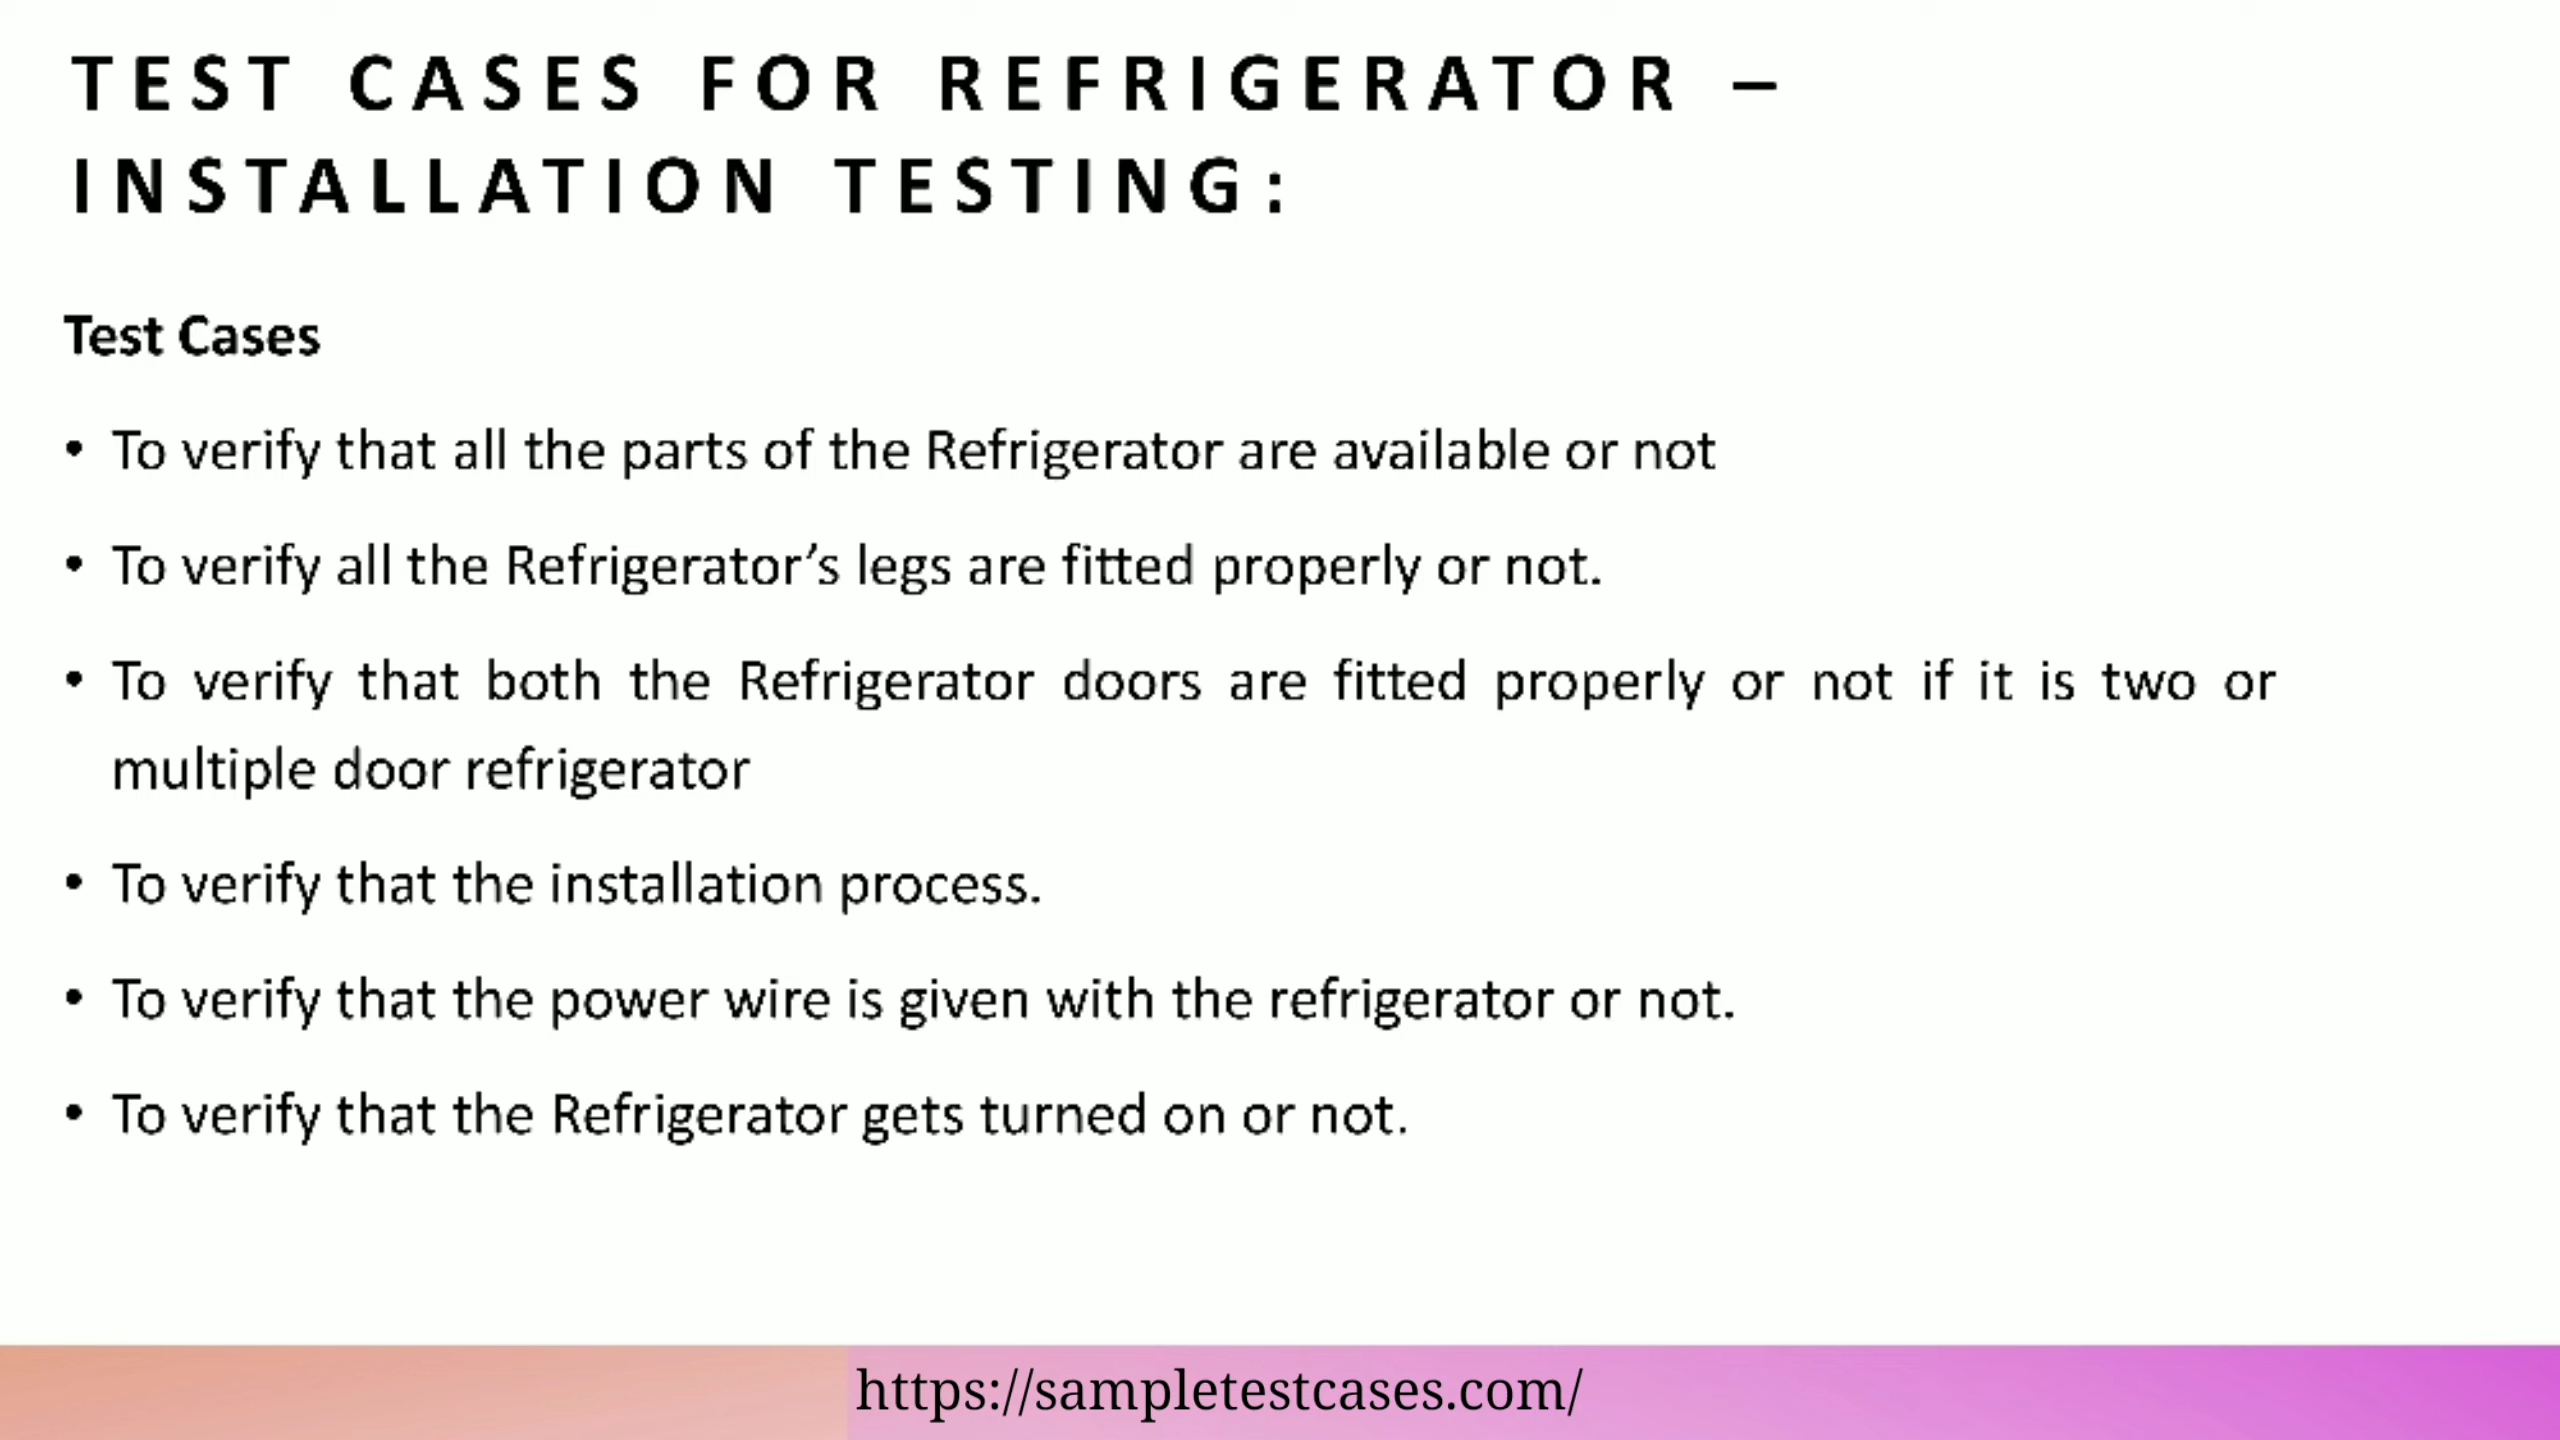 TEST CASES FOR REFRIGERATOR –
INSTALLATION TESTING:
Test Cases
• To verify that all the parts of the Refrigerator are available or not
• To verify all the Refrigerator’s legs are fitted properly or not.
• To verify that both the Refrigerator doors are fitted properly or not if it is two or
multiple door refrigerator
• To verify that the installation process.
• To verify that the power wire is given with the refrigerator or not.
• To verify that the Refrigerator gets turned on or not.
https://sampletestcases.com/